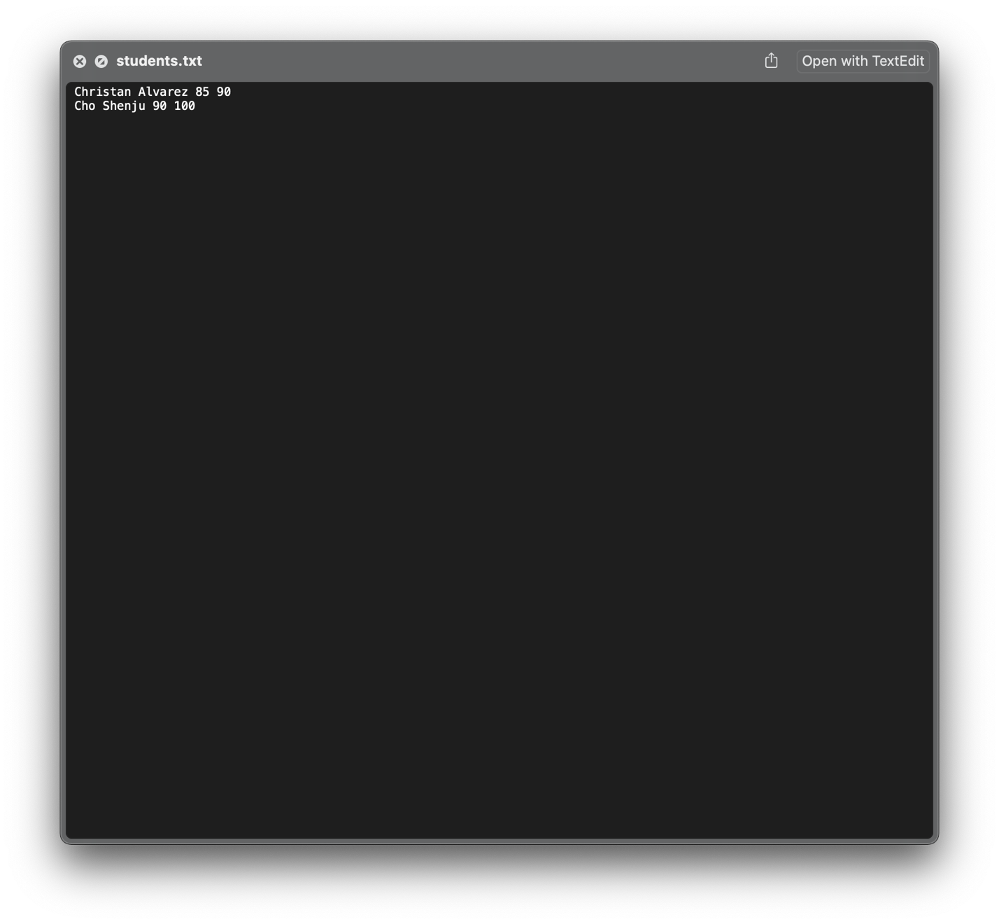 students.txt
Open with TextEdit
Christan Alvarez 85 90
Cho Shenju 90 100